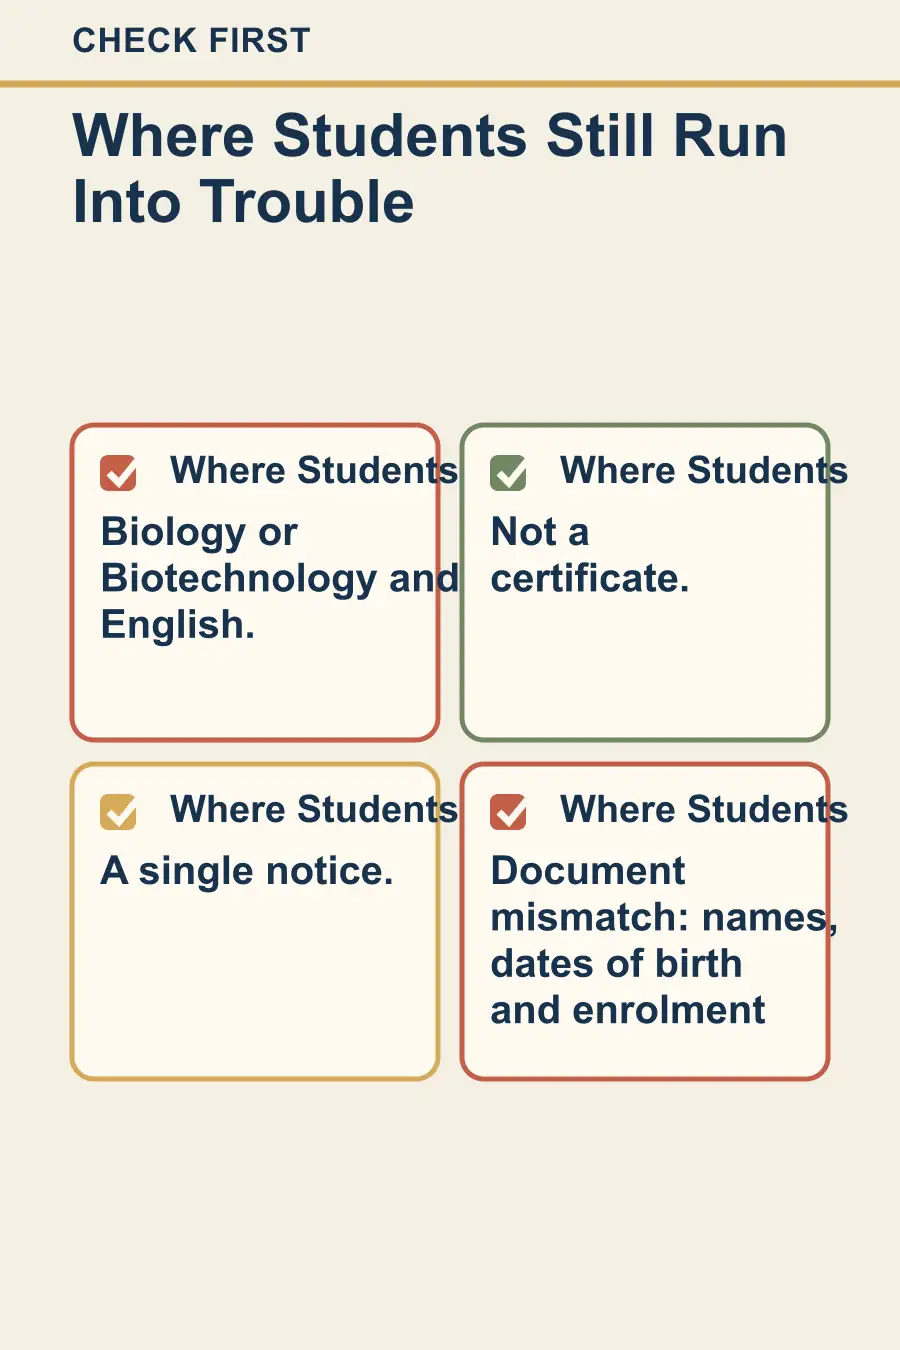 CHECK FIRST
Where Students Still Run
Into Trouble
Where Students
Biology or
Biotechnology and
English.
Where Students
Not a
certificate.
Where Students
A single notice.
Where Students
Document
mismatch: names,
dates of birth
and enrolment